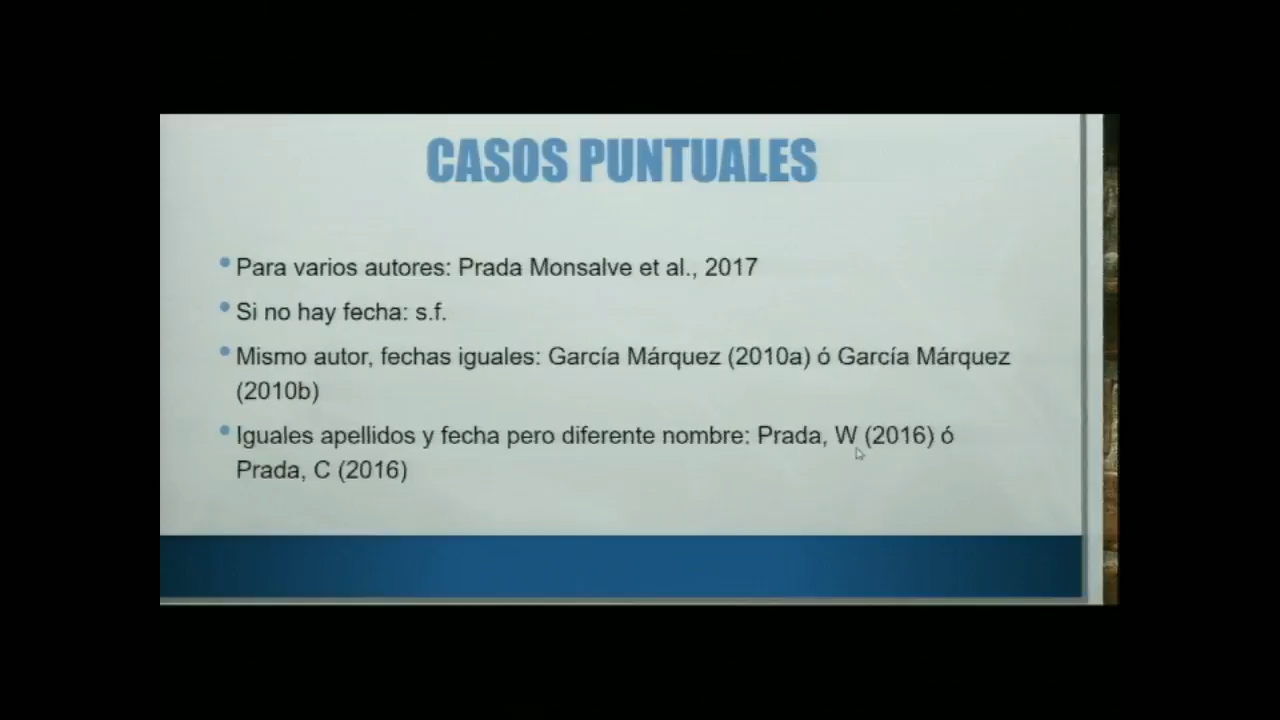 CASOS PUNTUALES
Para varios autores: Prada Monsalve et al., 2017
Si no hay fecha: s.f.
Mismo autor, fechas iguales: García Márquez (2010a) ó García Márquez
(2010b)
Iguales apellidos y fecha pero diferente nombre: Prada, W (2016) ó
Prada, C (2016)